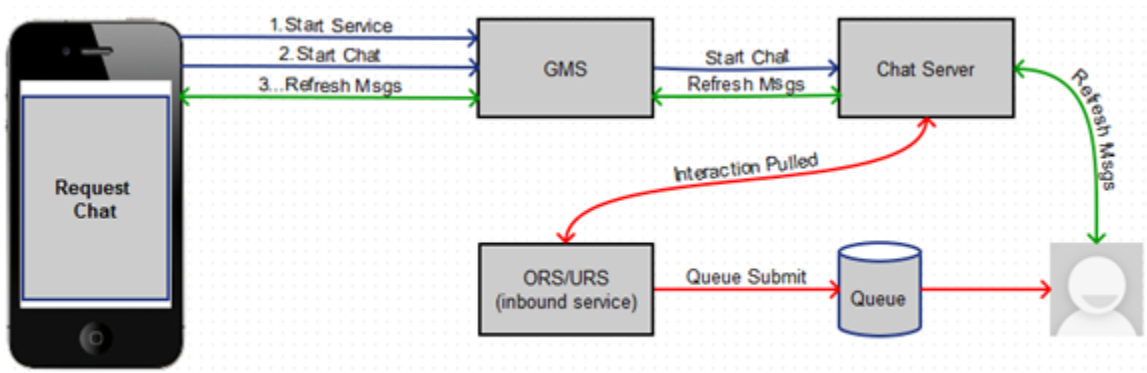 1. Start Service
2. Start Chat
3...Refresh Msgs
Request
Chat
GMS
Start Chat
Refresh Msgs
Chat Server
Refresh Msgs
Interaction Pulled
ORS/URS
(inbound service)
Queue Submit
Queue